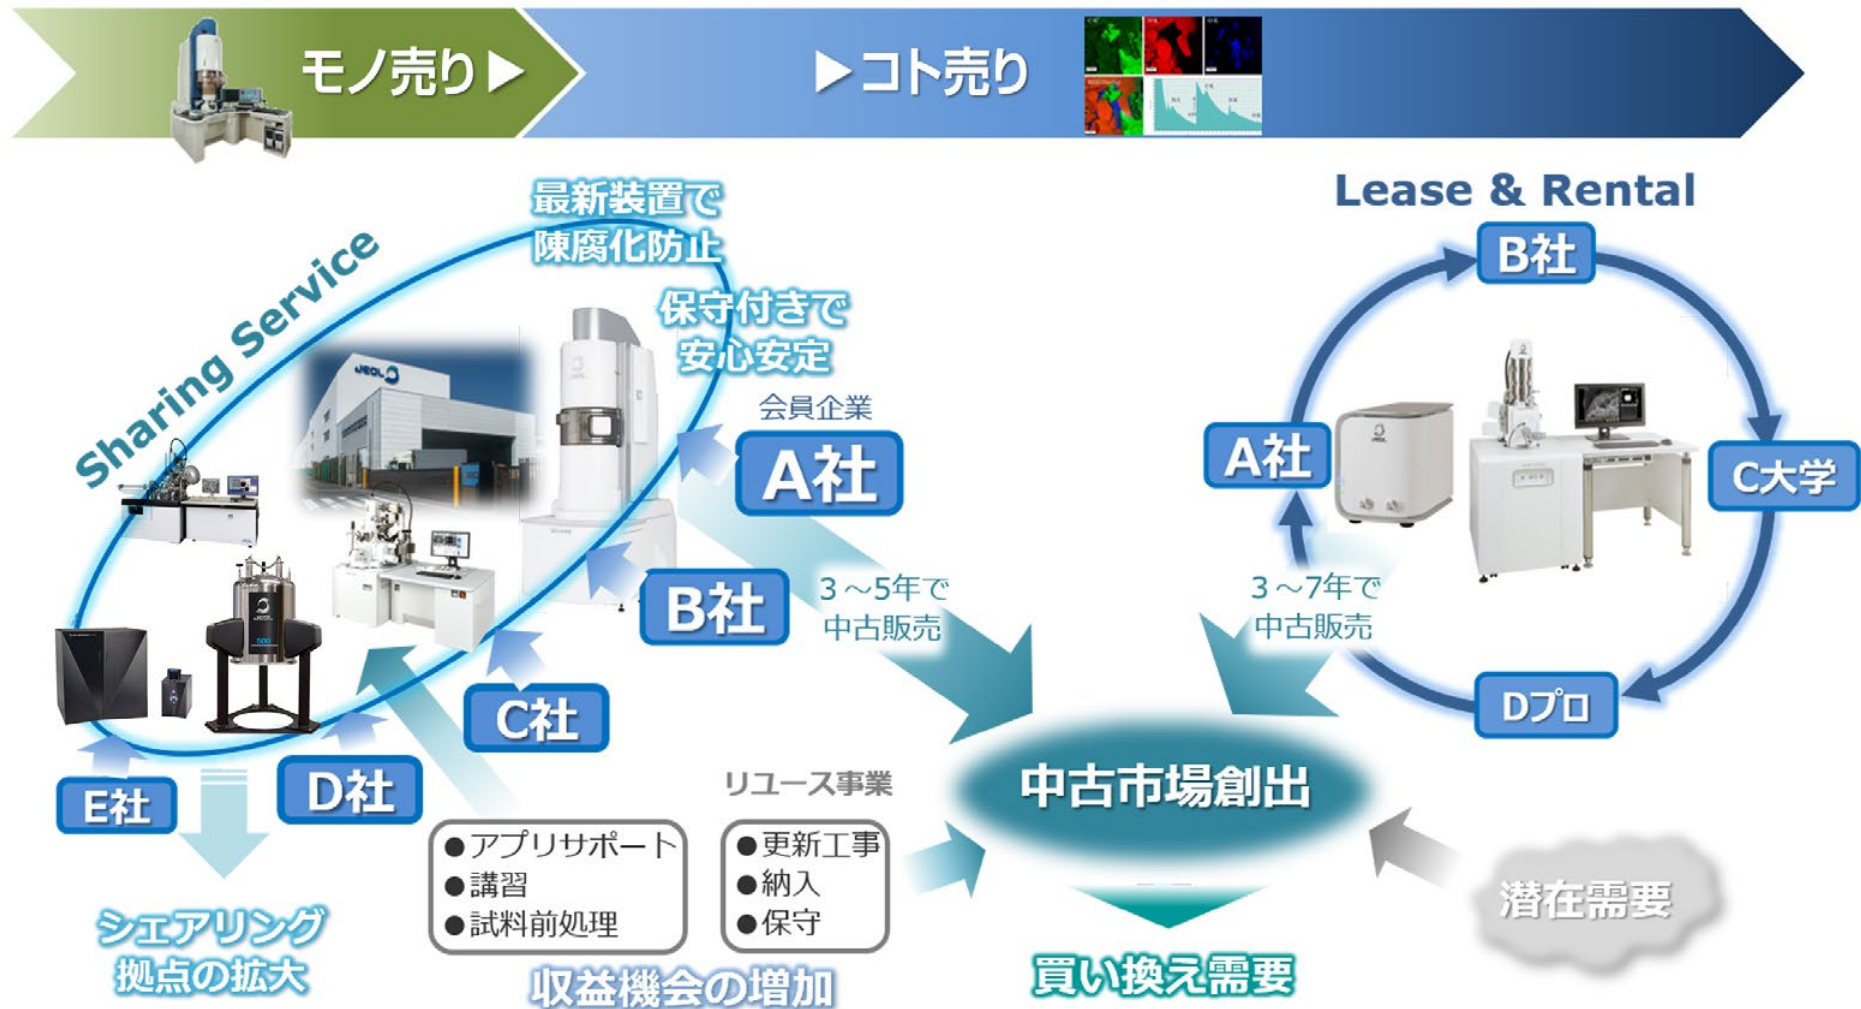 モノ売り▶
▶コト売り
Sharing Service
最新装置で
陳腐化防止
保守付きで
安心安定
JEOL
会員企業
A社
B社
C社
D社
E社
JEOL
500
3～5年で
中古販売
Lease & Rental
B社
A社
C大学
Dプロ
3～7年で
中古販売
中古市場創出
リユース事業
●アプリサポート
●講習
●試料前処理
●更新工事
●納入
●保守
潜在需要
シェアリング
拠点の拡大
収益機会の増加
買い換え需要